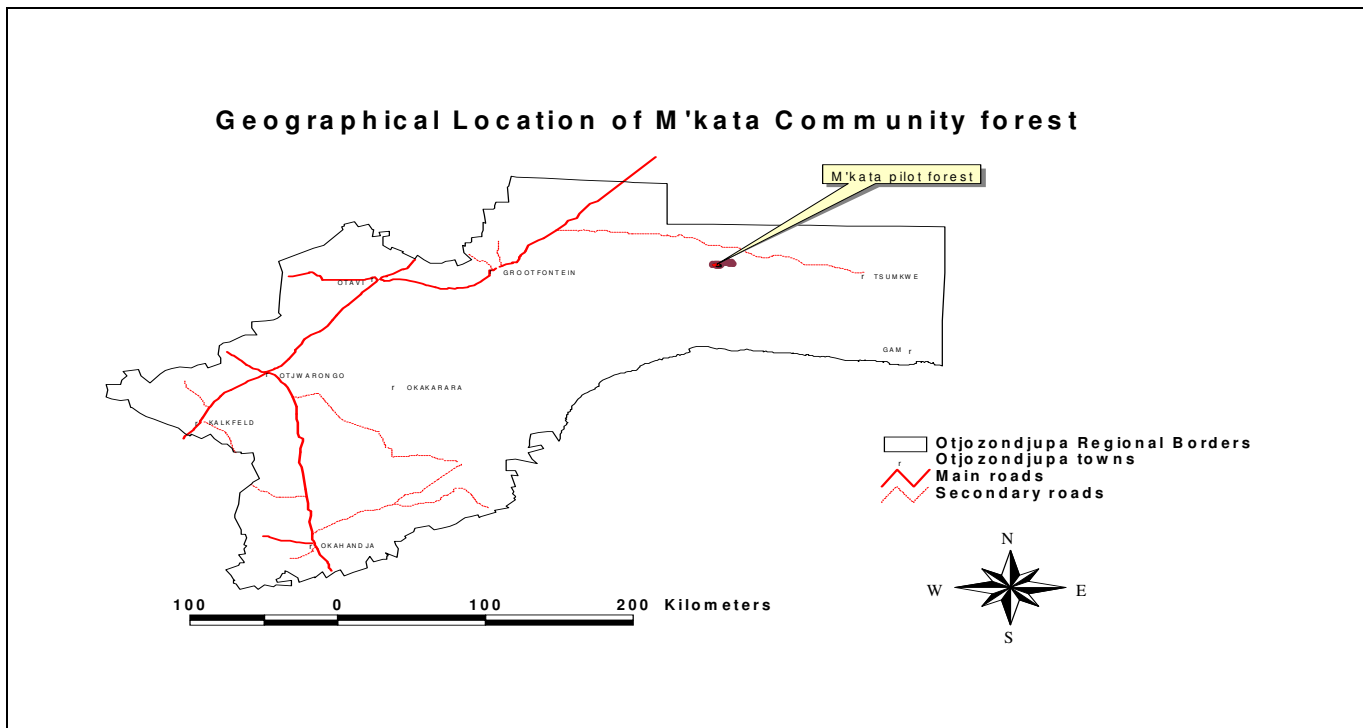 Geographical Location of M'kata Community forest
M'kata pilot forest
GROOTFONTEIN
r TSUMKWE
OTAVI r
GAM r
r OTJWARONGO
r OKAKARARA
r KALKFELD
Otjozondjupa Regional Borders
r Otjozondjupa towns
Main roads
Secondary roads
r OKAHANDJA
N
W E
S
100 0 100 200 Kilometers